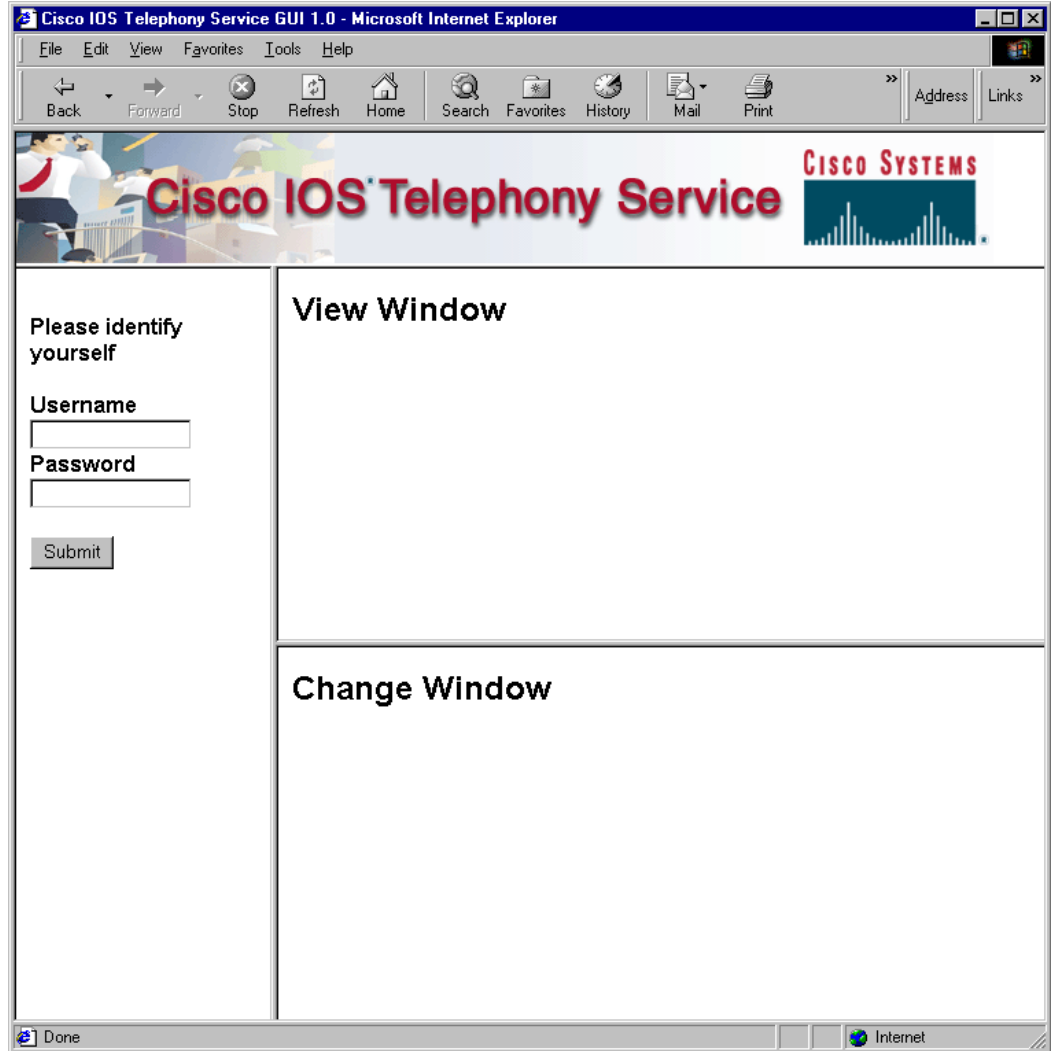 Cisco IOS Telephony Service GUI 1.0 - Microsoft Internet Explorer
File Edit View Favorites Tools Help
Back Forward Stop Refresh Home Search Favorites History Mail Print » Address Links »
Cisco IOS Telephony Service
CISCO SYSTEMS
Please identify
yourself
Username
Password
Submit
View Window
Change Window
Done
Internet